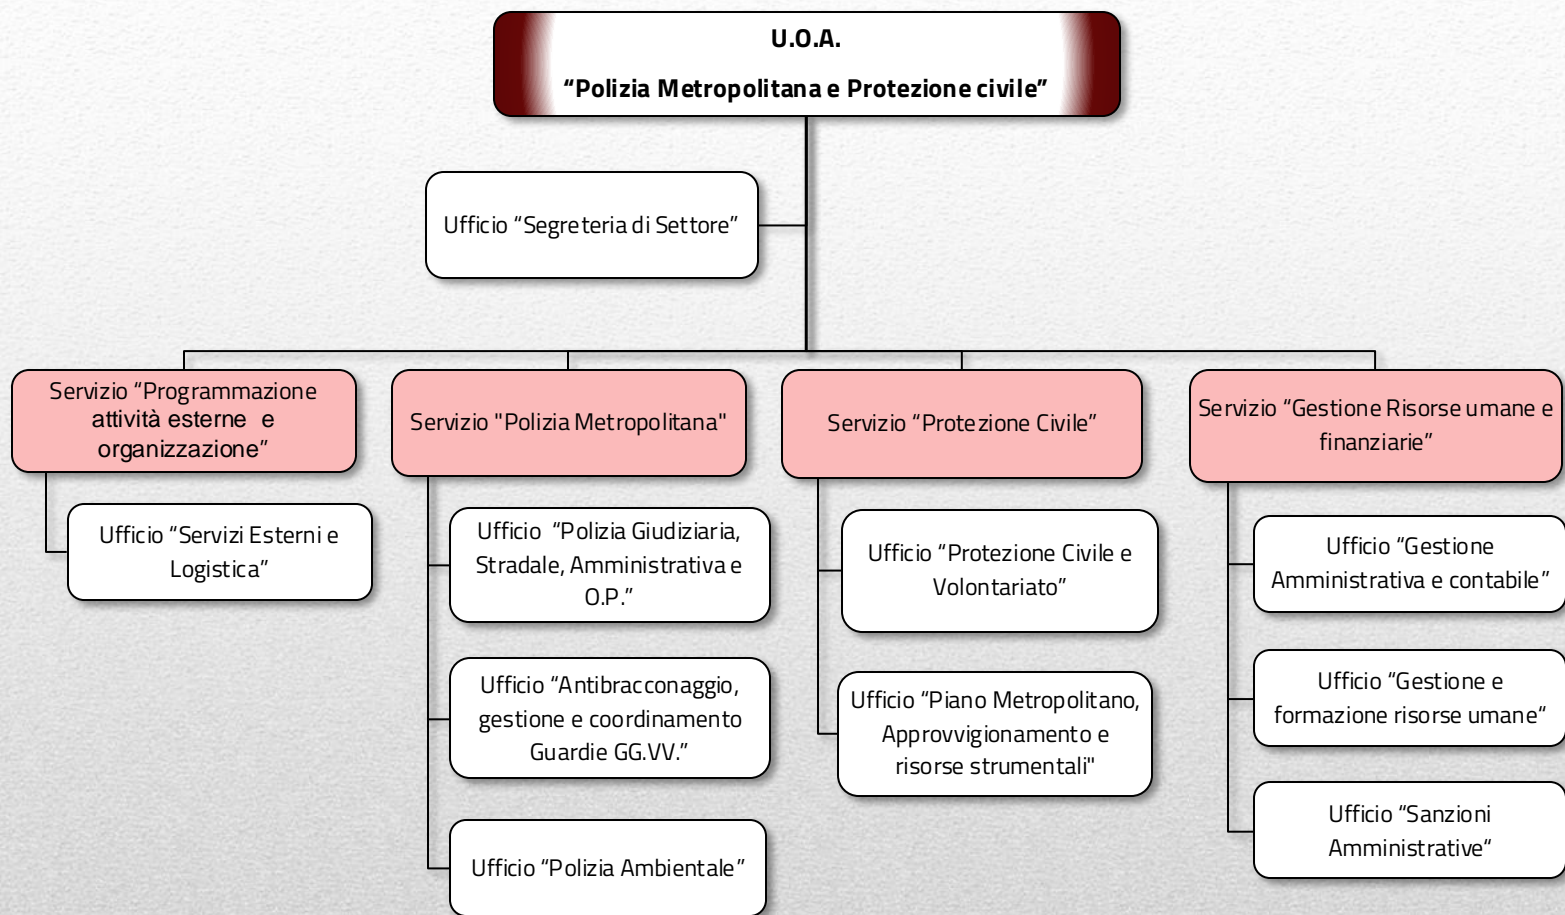 U.O.A.
“Polizia Metropolitana e Protezione civile”
Ufficio “Segreteria di Settore”
Servizio “Programmazione
attività esterne e
organizzazione”
Ufficio “Servizi Esterni e
Logistica”
Servizio "Polizia Metropolitana"
Ufficio “Polizia Giudiziaria,
Stradale, Amministrativa e
O.P.”
Ufficio “Antibracconaggio,
gestione e coordinamento
Guardie GG.VV.”
Ufficio “Polizia Ambientale”
Servizio “Protezione Civile”
Ufficio “Protezione Civile e
Volontariato”
Ufficio “Piano Metropolitano,
Approvvigionamento e
risorse strumentali"
Servizio “Gestione Risorse umane e
finanziarie”
Ufficio “Gestione
Amministrativa e contabile”
Ufficio “Gestione e
formazione risorse umane“
Ufficio “Sanzioni
Amministrative“